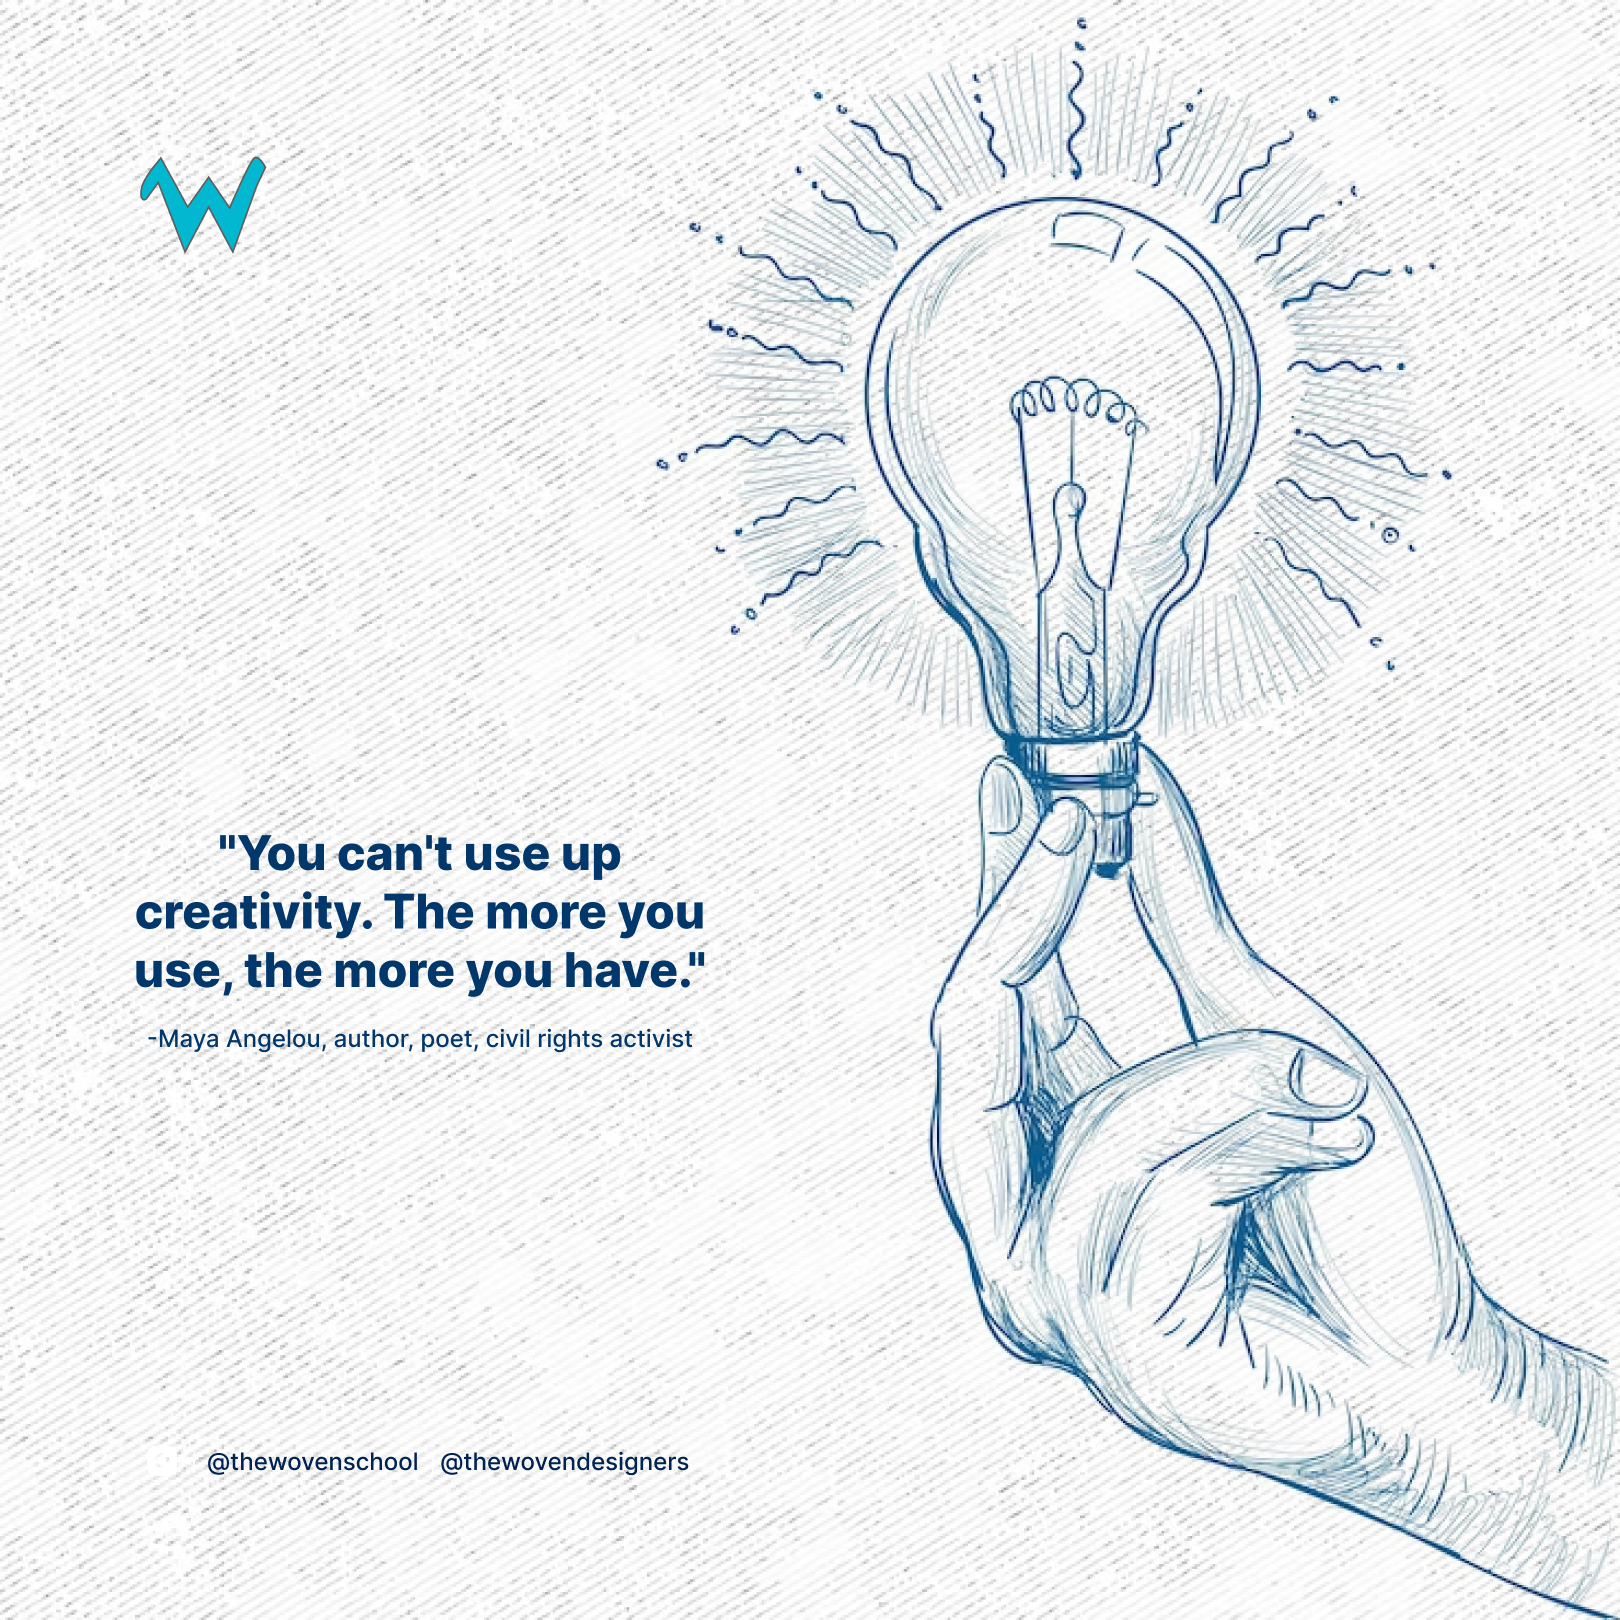 W
"You can't use up
creativity. The more you
use, the more you have."
-Maya Angelou, author, poet, civil rights activist
@thewovenschool @thewovendesigners